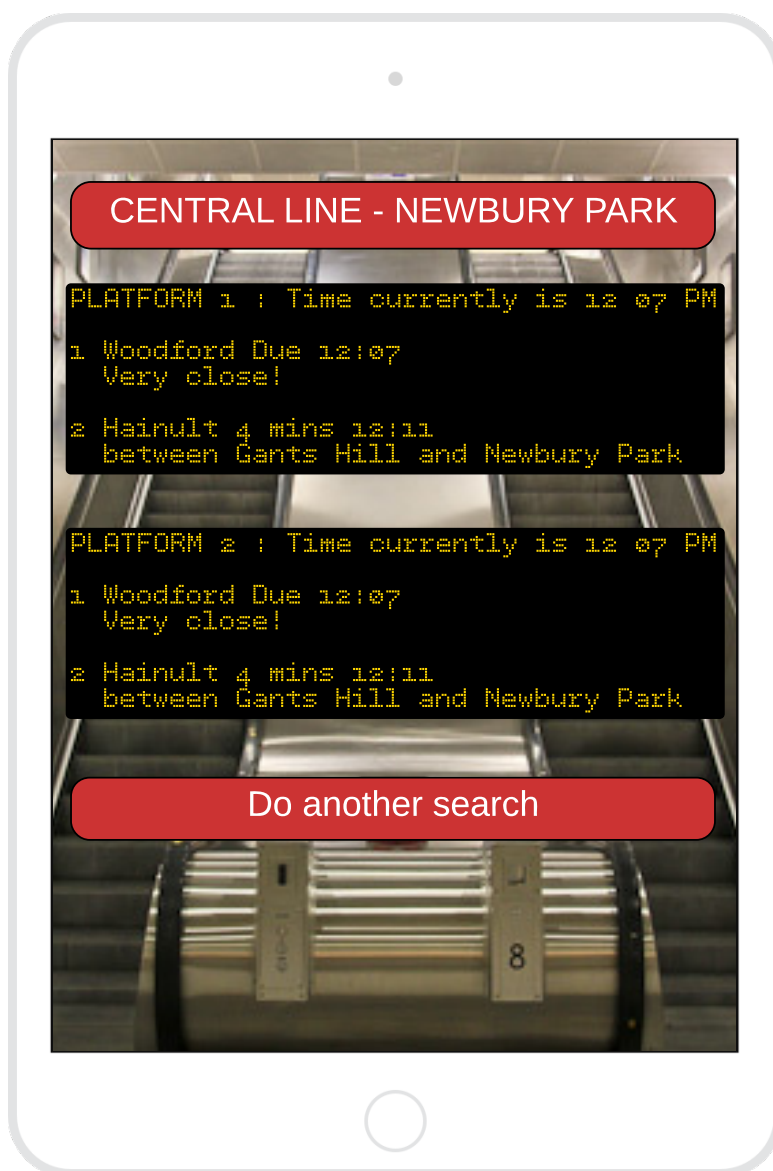 CENTRAL LINE - NEWBURY PARK
PLATFORM 1 : Time currently is 12 07 PM
1 Woodford Due 12:07
Very close!
2 Hainult 4 mins 12:11
between Gants Hill and Newbury Park
PLATFORM 2 : Time currently is 12 07 PM
1 Woodford Due 12:07
Very close!
2 Hainult 4 mins 12:11
between Gants Hill and Newbury Park
Do another search
8